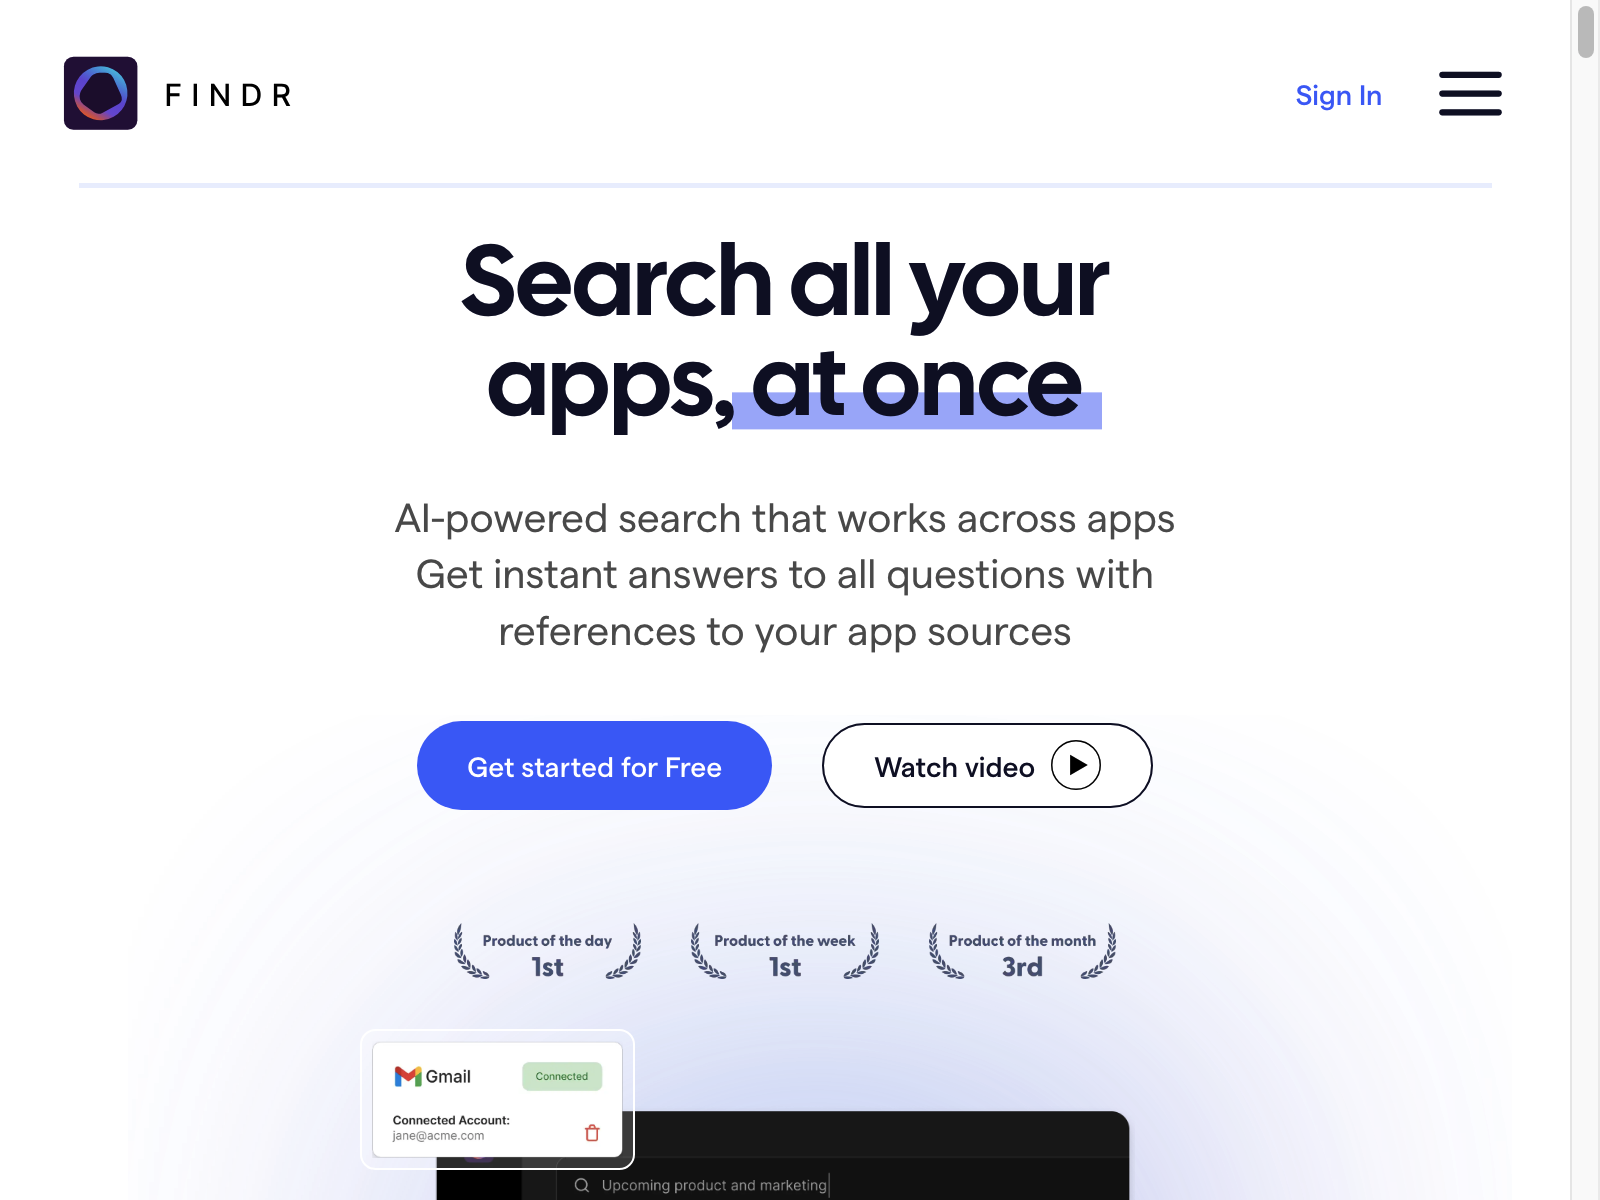 FINDR
Sign In
Search all your
apps, at once
AI-powered search that works across apps
Get instant answers to all questions with
references to your app sources
Get started for Free
Watch video
Product of the day
1st
Product of the week
1st
Product of the month
3rd
Gmail
Connected
Connected Account:
jane@acme.com
Upcoming product and marketing